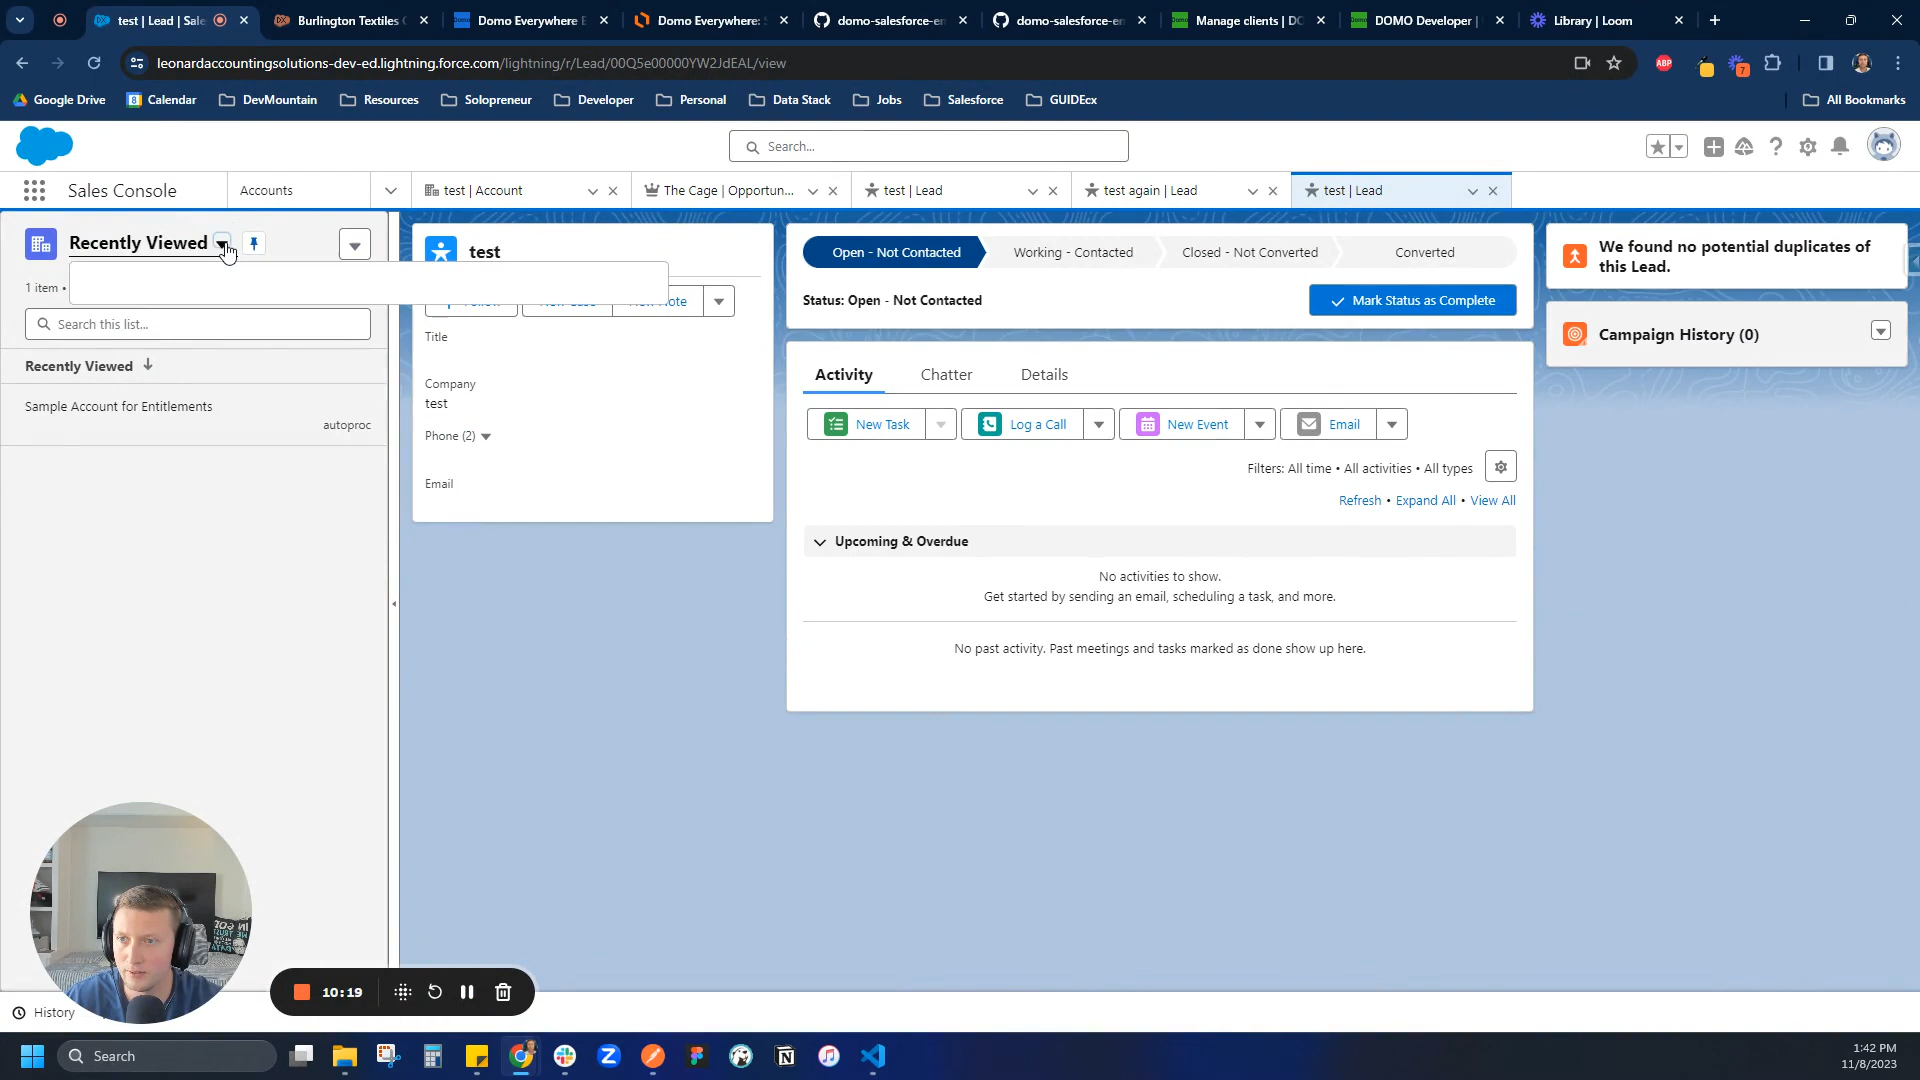 test | Lead | Sale
Burlington Textiles C
Domo Everywhere E
Domo Everywhere: S
domo-salesforce-en
domo-salesforce-en
Manage clients | DO
DOMO Developer |
Library | Loom
leonardaccountingsolutions-dev-ed.lightning.force.com/lightning/r/Lead/00Q5e00000YW2JdEAL/view
ABP
7
Google Drive
8
Calendar
DevMountain
Resources
Solopreneur
Developer
Personal
Data Stack
Jobs
Salesforce
GUIDEcx
All Bookmarks
Search...
Sales Console
Accounts
test | Account
The Cage | Opportun...
test | Lead
test again | Lead
test | Lead
Recently Viewed
1 item •
Search this list...
Recently Viewed
Sample Account for Entitlements
autoproc
test
Title
Company
test
Phone (2)
Email
Open - Not Contacted
Working - Contacted
Closed - Not Converted
Converted
Status: Open - Not Contacted
Mark Status as Complete
Activity
Chatter
Details
New Task
Log a Call
New Event
Email
Filters: All time • All activities • All types
Refresh • Expand All • View All
Upcoming & Overdue
No activities to show.
Get started by sending an email, scheduling a task, and more.
No past activity. Past meetings and tasks marked as done show up here.
We found no potential duplicates of
this Lead.
Campaign History (0)
10:19
History
Search
1:42 PM
11/8/2023